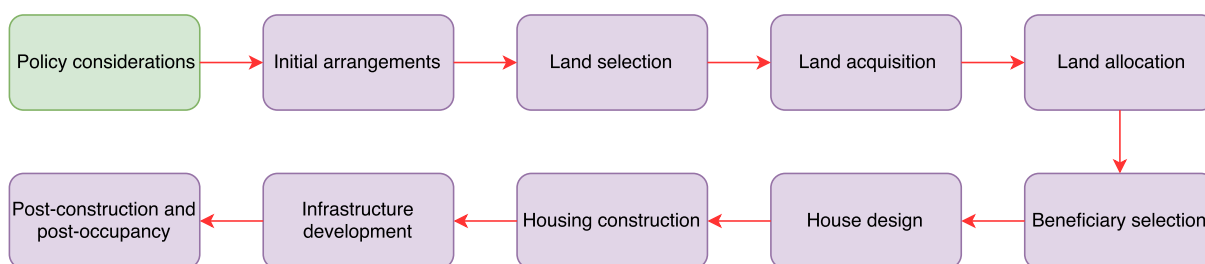 Policy considerations
Initial arrangements
Land selection
Land acquisition
Land allocation
Beneficiary selection
House design
Housing construction
Infrastructure
development
Post-construction and
post-occupancy